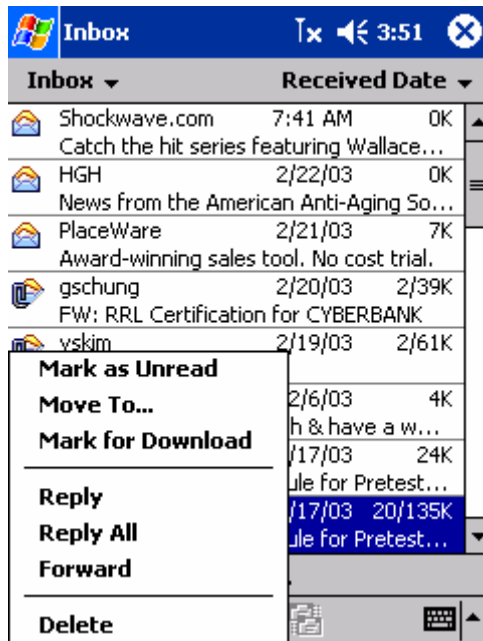 Inbox 3:51
Inbox Received Date
Shockwave.com 7:41 AM 0K
Catch the hit series featuring Wallace...
HGH 2/22/03 0K
News from the American Anti-Aging So...
PlaceWare 2/21/03 7K
Award-winning sales tool. No cost trial.
gschung 2/20/03 2/39K
FW: RRL Certification for CYBERBANK
yskim 2/19/03 2/61K
Mark as Unread
Move To... 2/6/03 4K
h & have a w...
Mark for Download
/17/03 24K
ule for Pretest...
Reply
/17/03 20/135K
Reply All
ule for Pretest...
Forward
Delete